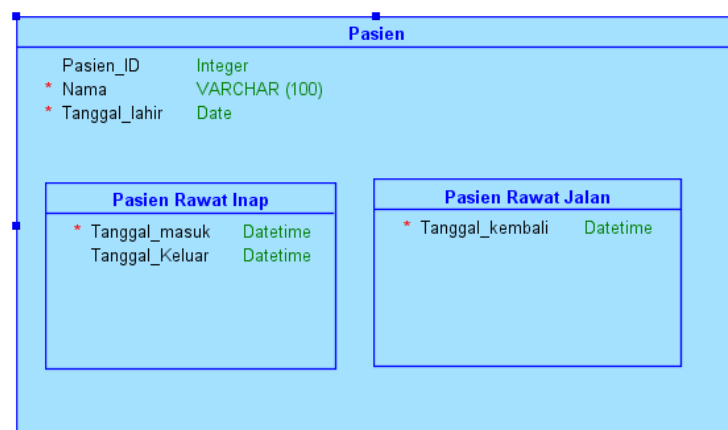 Pasien
Pasien_ID Integer
* Nama VARCHAR (100)
* Tanggal_lahir Date
Pasien Rawat Inap
* Tanggal_masuk Datetime
Tanggal_Keluar Datetime
Pasien Rawat Jalan
* Tanggal_kembali Datetime